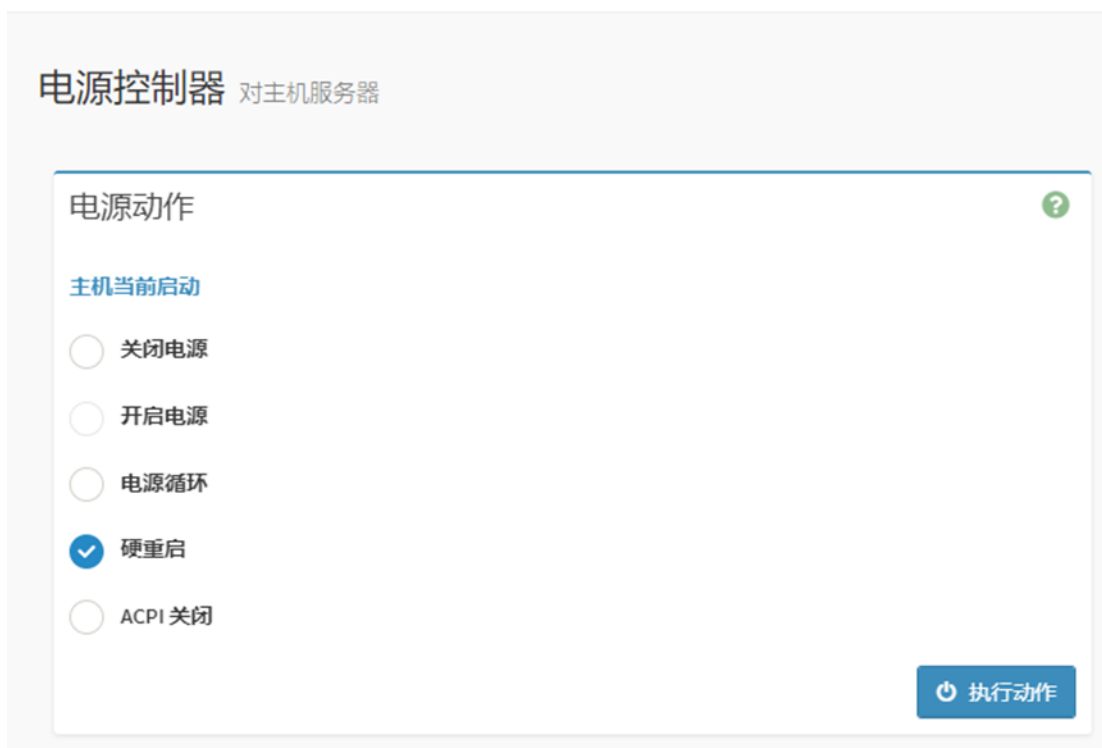 电源控制器 对主机服务器
电源动作
主机当前启动
关闭电源
开启电源
电源循环
硬重启
ACPI 关闭
执行动作